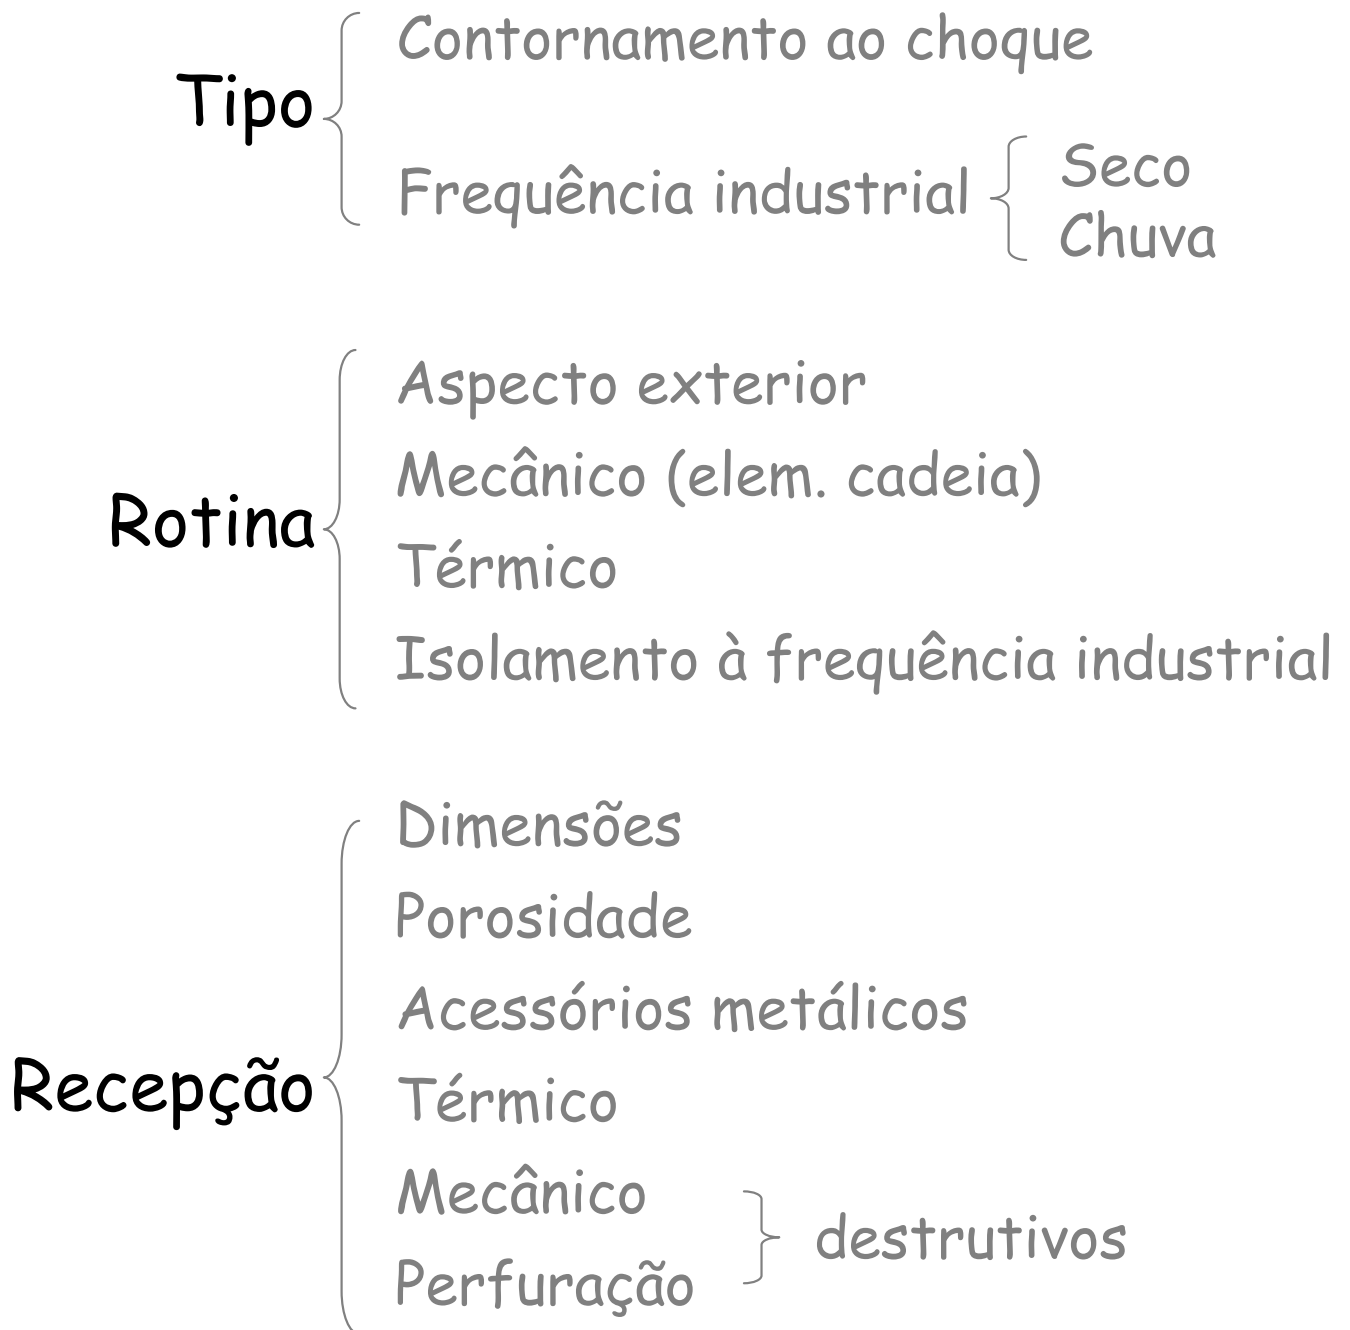 Contornamento ao choque
Tipo
Frequência industrial
Seco
Chuva
Aspecto exterior
Mecânico (elem. cadeia)
Rotina
Térmico
Isolamento à frequência industrial
Dimensões
Porosidade
Acessórios metálicos
Recepção
Térmico
Mecânico
destrutivos
Perfuração